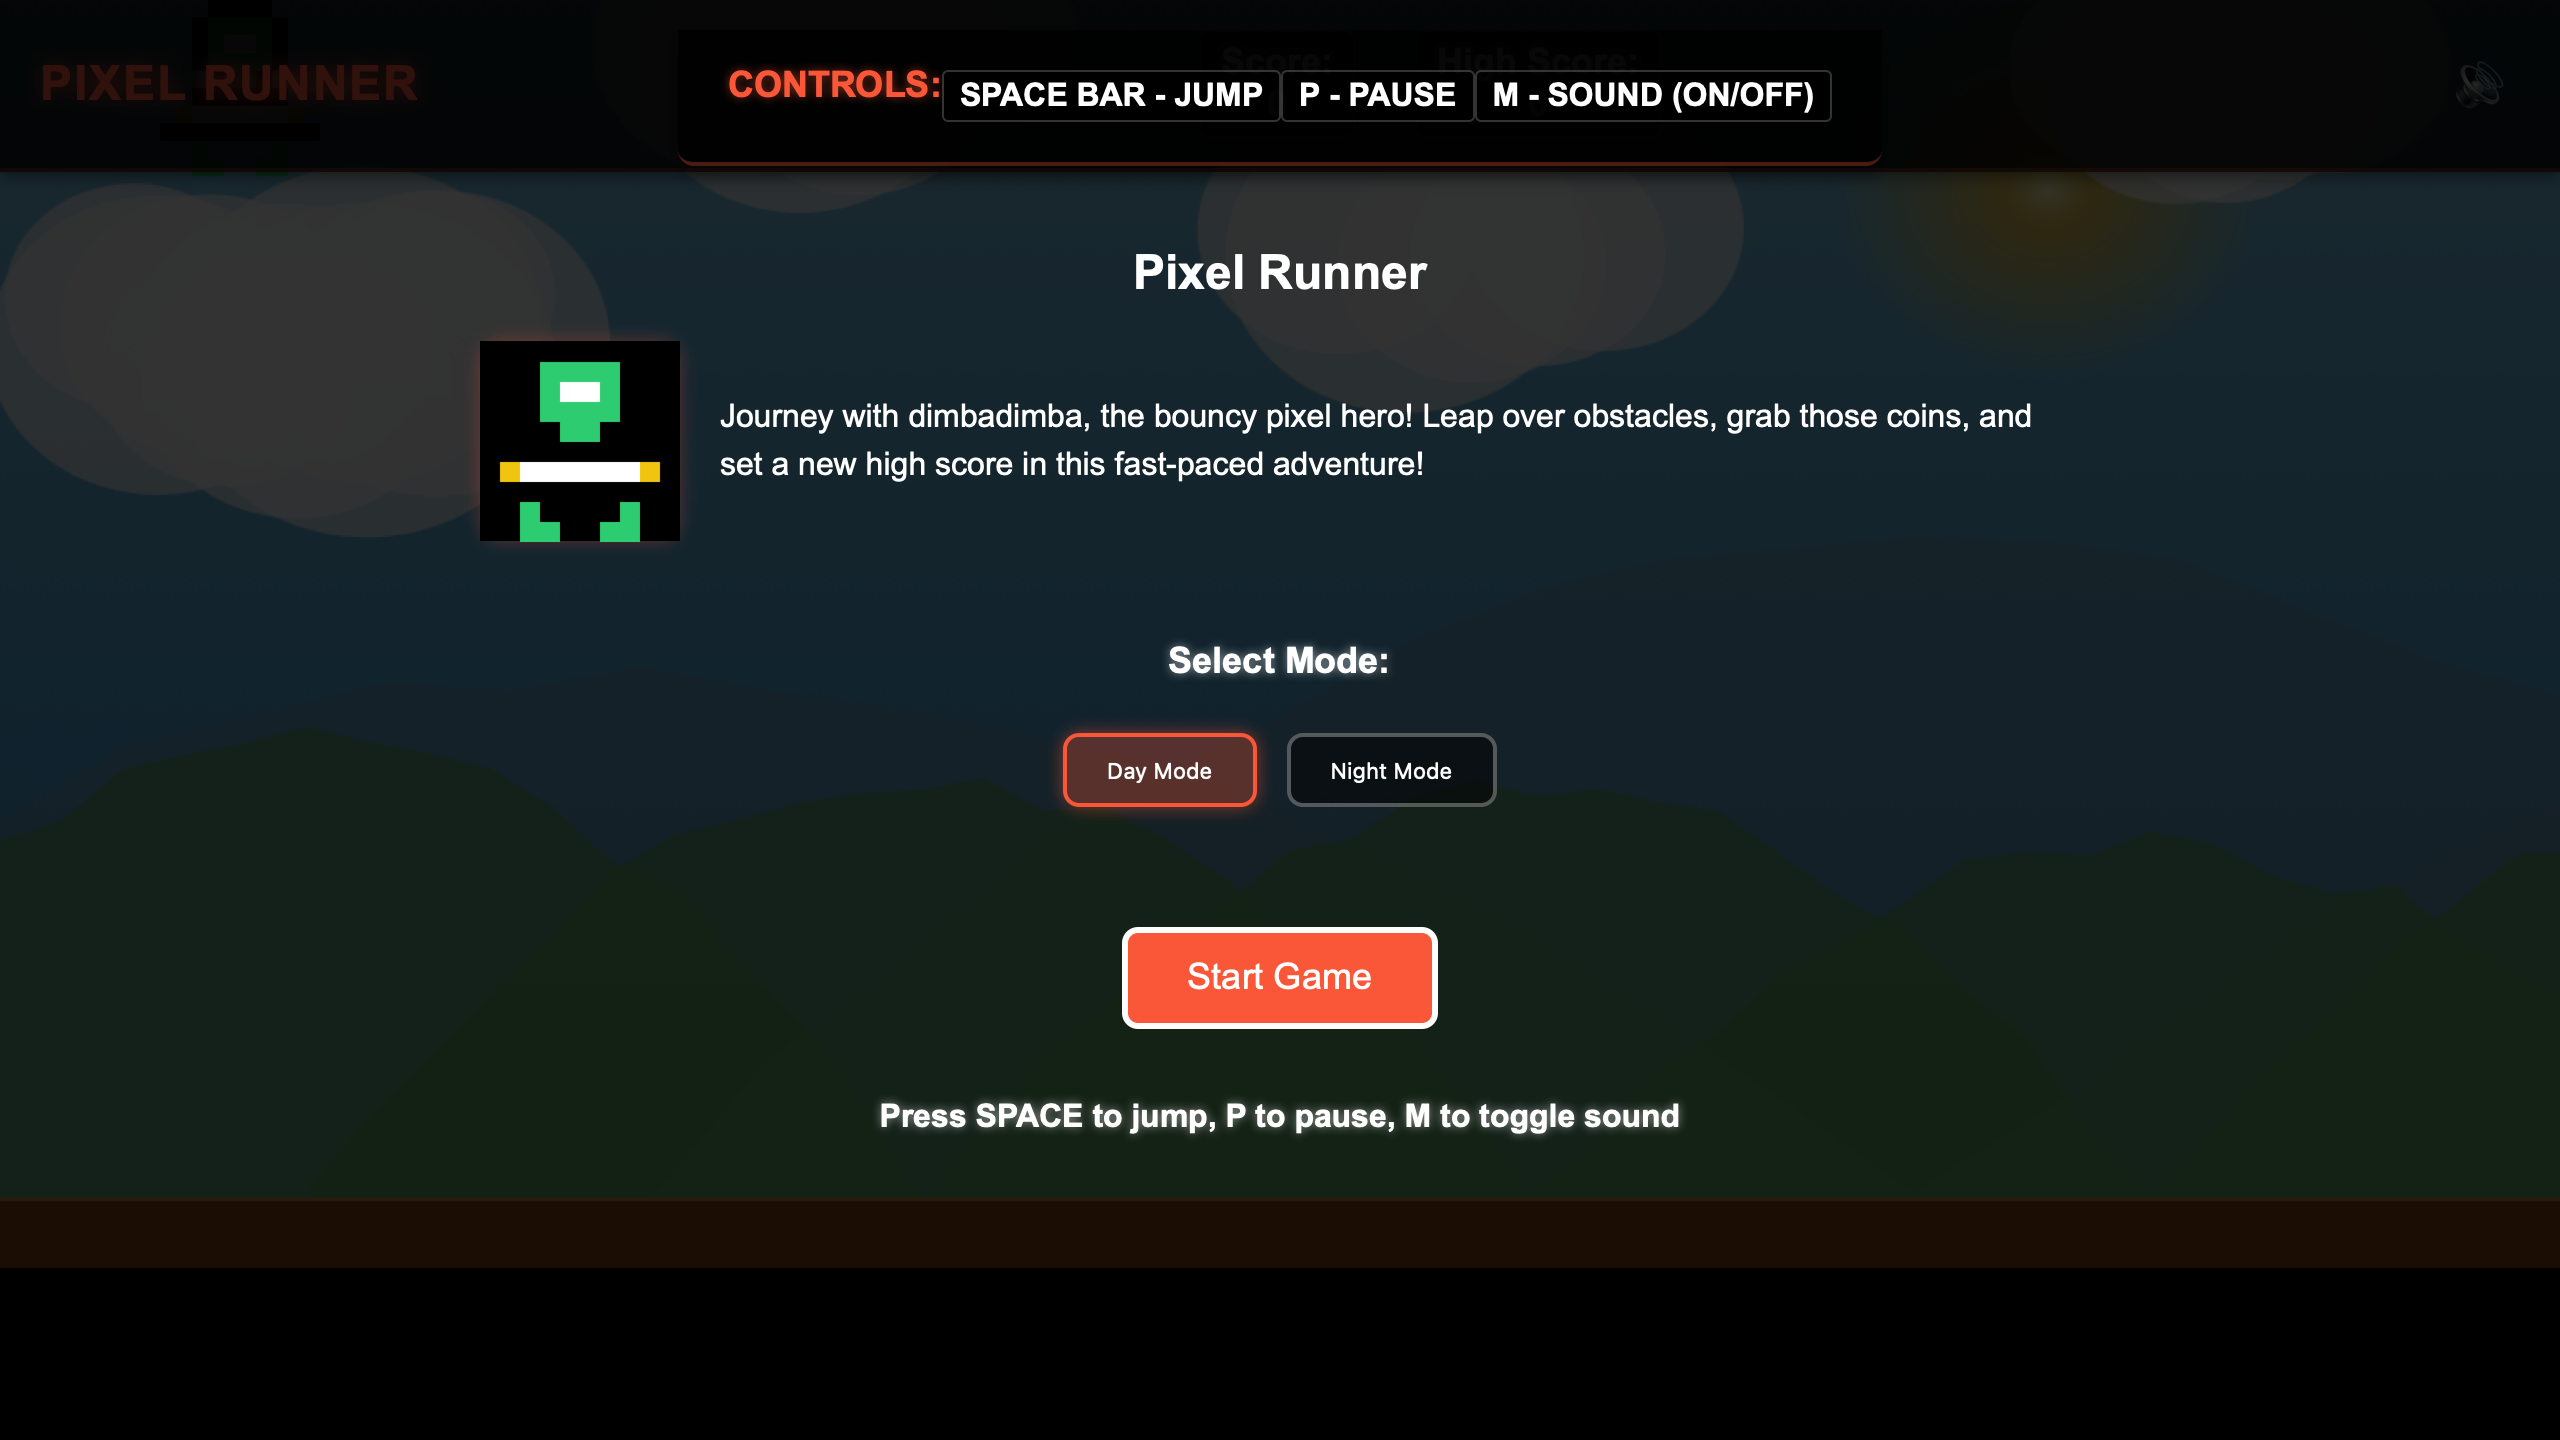 PIXEL RUNNER
Score: High Score:
CONTROLS: SPACE BAR - JUMP P - PAUSE M - SOUND (ON/OFF)
Pixel Runner
Journey with dimbadimba, the bouncy pixel hero! Leap over obstacles, grab those coins, and
set a new high score in this fast-paced adventure!
Select Mode:
Day Mode Night Mode
Start Game
Press SPACE to jump, P to pause, M to toggle sound